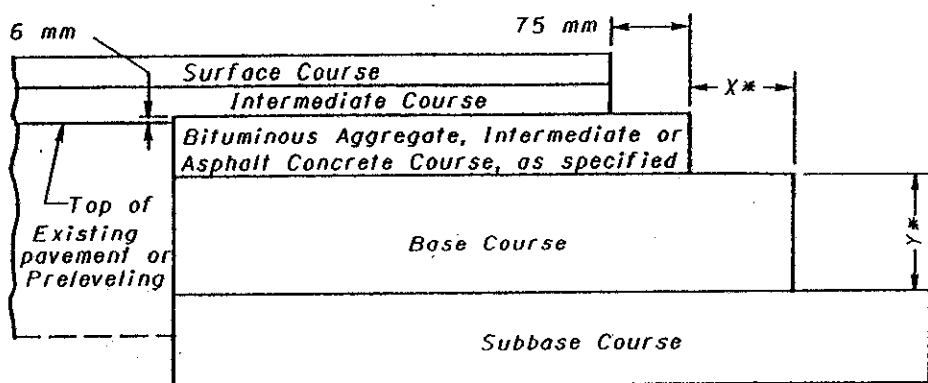 6 mm
75 mm
Surface Course
X*
Intermediate Course
Bituminous Aggregate, Intermediate or
Asphalt Concrete Course, as specified
Top of
Existing
pavement or
Preleveling
Base Course
Y*
Subbase Course